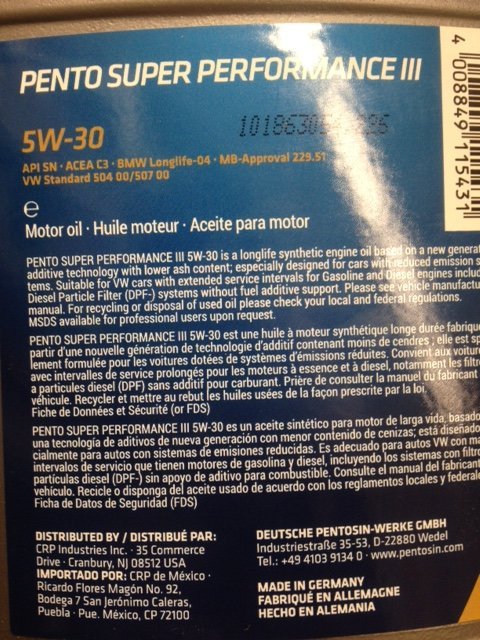 PENTO SUPER PERFORMANCE III
5W-30
API SN · ACEA C3 · BMW Longlife-04 · MB-Approval 229.51
VW Standard 504 00/507 00
4 008849 115431
e
Motor oil · Huile moteur · Aceite para motor
PENTO SUPER PERFORMANCE III 5W-30 is a longlife synthetic engine oil based on a new generat
additive technology with lower ash content; especially designed for cars with reduced emission s
tems. Suitable for VW cars with extended service intervals for Gasoline and Diesel engines includ
Diesel Particle Filter (DPF-) systems without fuel additive support. Please see vehicle manufactu
manual. For recycling or disposal of used oil please check your local and federal regulations.
MSDS available for professional users upon request.
PENTO SUPER PERFORMANCE III 5W-30 est une huile à moteur synthétique longe durée fabriqué
partir d'une nouvelle génération de technologie d'additif contenant moins de cendres ; elle est sp
lement formulée pour les voitures dotées de systèmes d'émissions réduites. Convient aux voiture
avec intervales de service prolongés pour les moteurs à essence et à diesel, notamment les filtre
a particules diesel (DPF) sans additif pour carburant. Prière de consulter la manuel du fabricant
véhicule. Recycler et mettre au rebut les huiles usées de la façon prescrite par la loi.
Fiche de Données et Sécurité (or FDS)
PENTO SUPER PERFORMANCE III 5W-30 es un aceite sintético para motor de larga vida, basado
una tecnología de aditivos de nueva generación con menor contenido de cenizas; está diseñado
cialmente para autos con sistemas de emisiones reducidas. Es adecuado para autos VW con ma
intervalos de servicio que tienen motores de gasolina y diesel, incluyendo los sistemas con filtro
partículas diesel (DPF-) sin apoyo de aditivo para combustible. Consulte el manual del fabricant
vehículo. Recicle o disponga del aceite usado de acuerdo con los reglamentos locales y federale
Ficha de Datos de Seguridad (FDS)
DISTRIBUTED BY / DISTRIBUÉ PAR:
CRP Industries Inc. · 35 Commerce
Drive · Cranbury, NJ 08512 USA
IMPORTADO POR: CRP de México ·
Ricardo Flores Magón No. 92,
Bodega 7 San Jerónimo Caleras,
Puebla · Pue. México, CP 72100
DEUTSCHE PENTOSIN-WERKE GMBH
Industriestraße 35-53, D-22880 Wedel
Tel.: +49 4103 9134 0 · www.pentosin.com
MADE IN GERMANY
FABRIQUÉ EN ALLEMAGNE
HECHO EN ALEMANIA